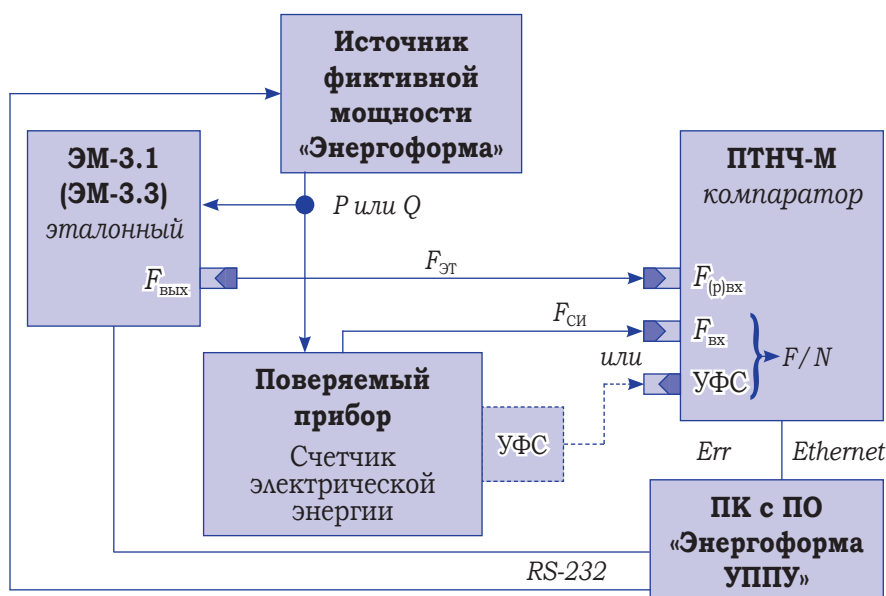 Источник
фиктивной
мощности
«Энергоформа»
ЭМ-3.1
(ЭМ-3.3)
эталонный
Fвых
P или Q
FЭТ
FСИ
или
ПТНЧ-М
компаратор
F(р)вх
Fвх
УФС
F/N
Поверяемый
прибор
Счетчик
электрической
энергии
УФС
Err
Ethernet
RS-232
ПК с ПО
«Энергоформа
УППУ»